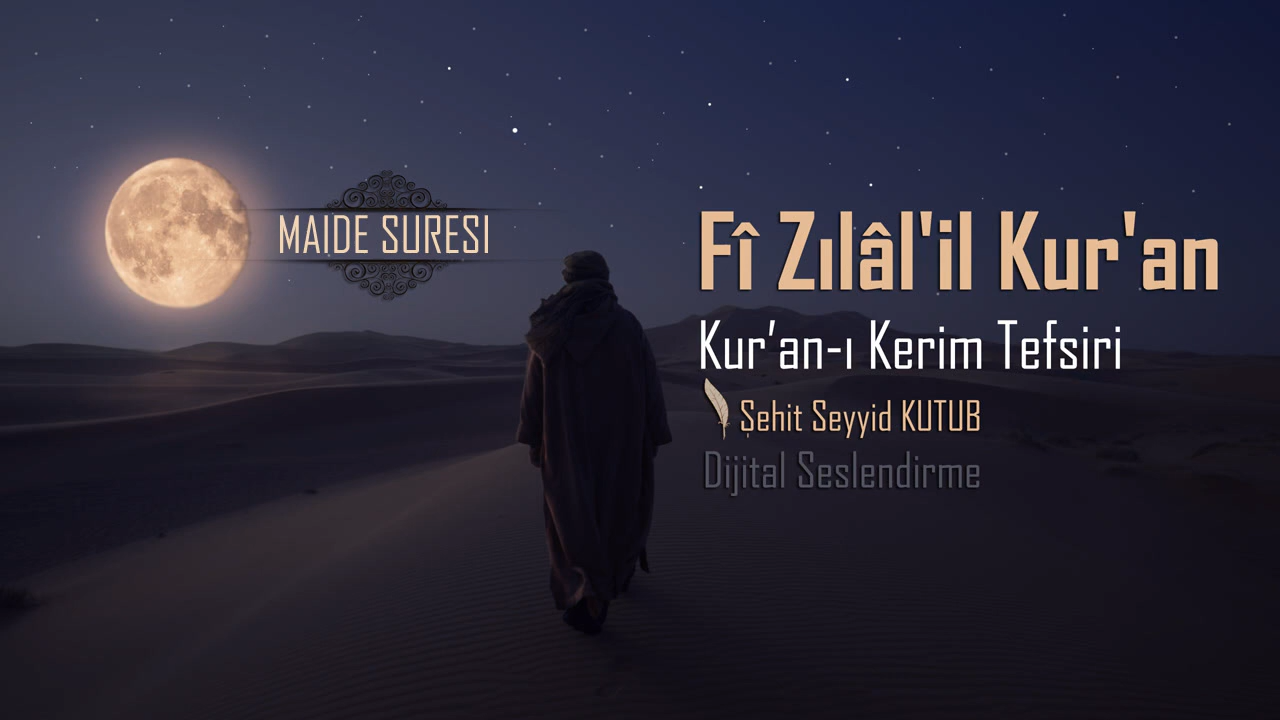 MAIDE SURESI
Fî Zılâl'il Kur'an
Kur'an-ı Kerim Tefsiri
Şehit Seyyid KUTUB
Dijital Seslendirme